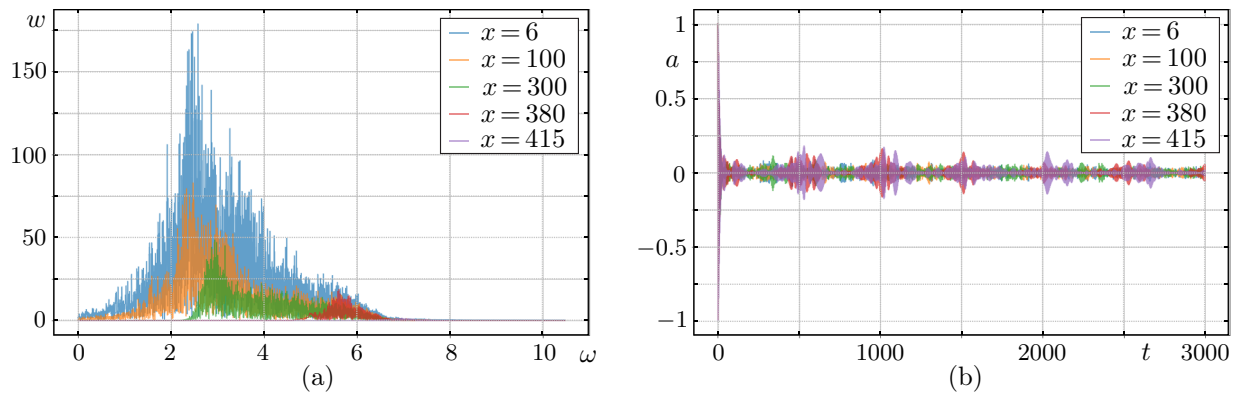 w
150
100
50
0
0
2
4
6
8
10
ω
x = 6
x = 100
x = 300
x = 380
x = 415
(a)
1
a
0.5
0
−0.5
−1
0
1000
2000
t
3000
x = 6
x = 100
x = 300
x = 380
x = 415
(b)